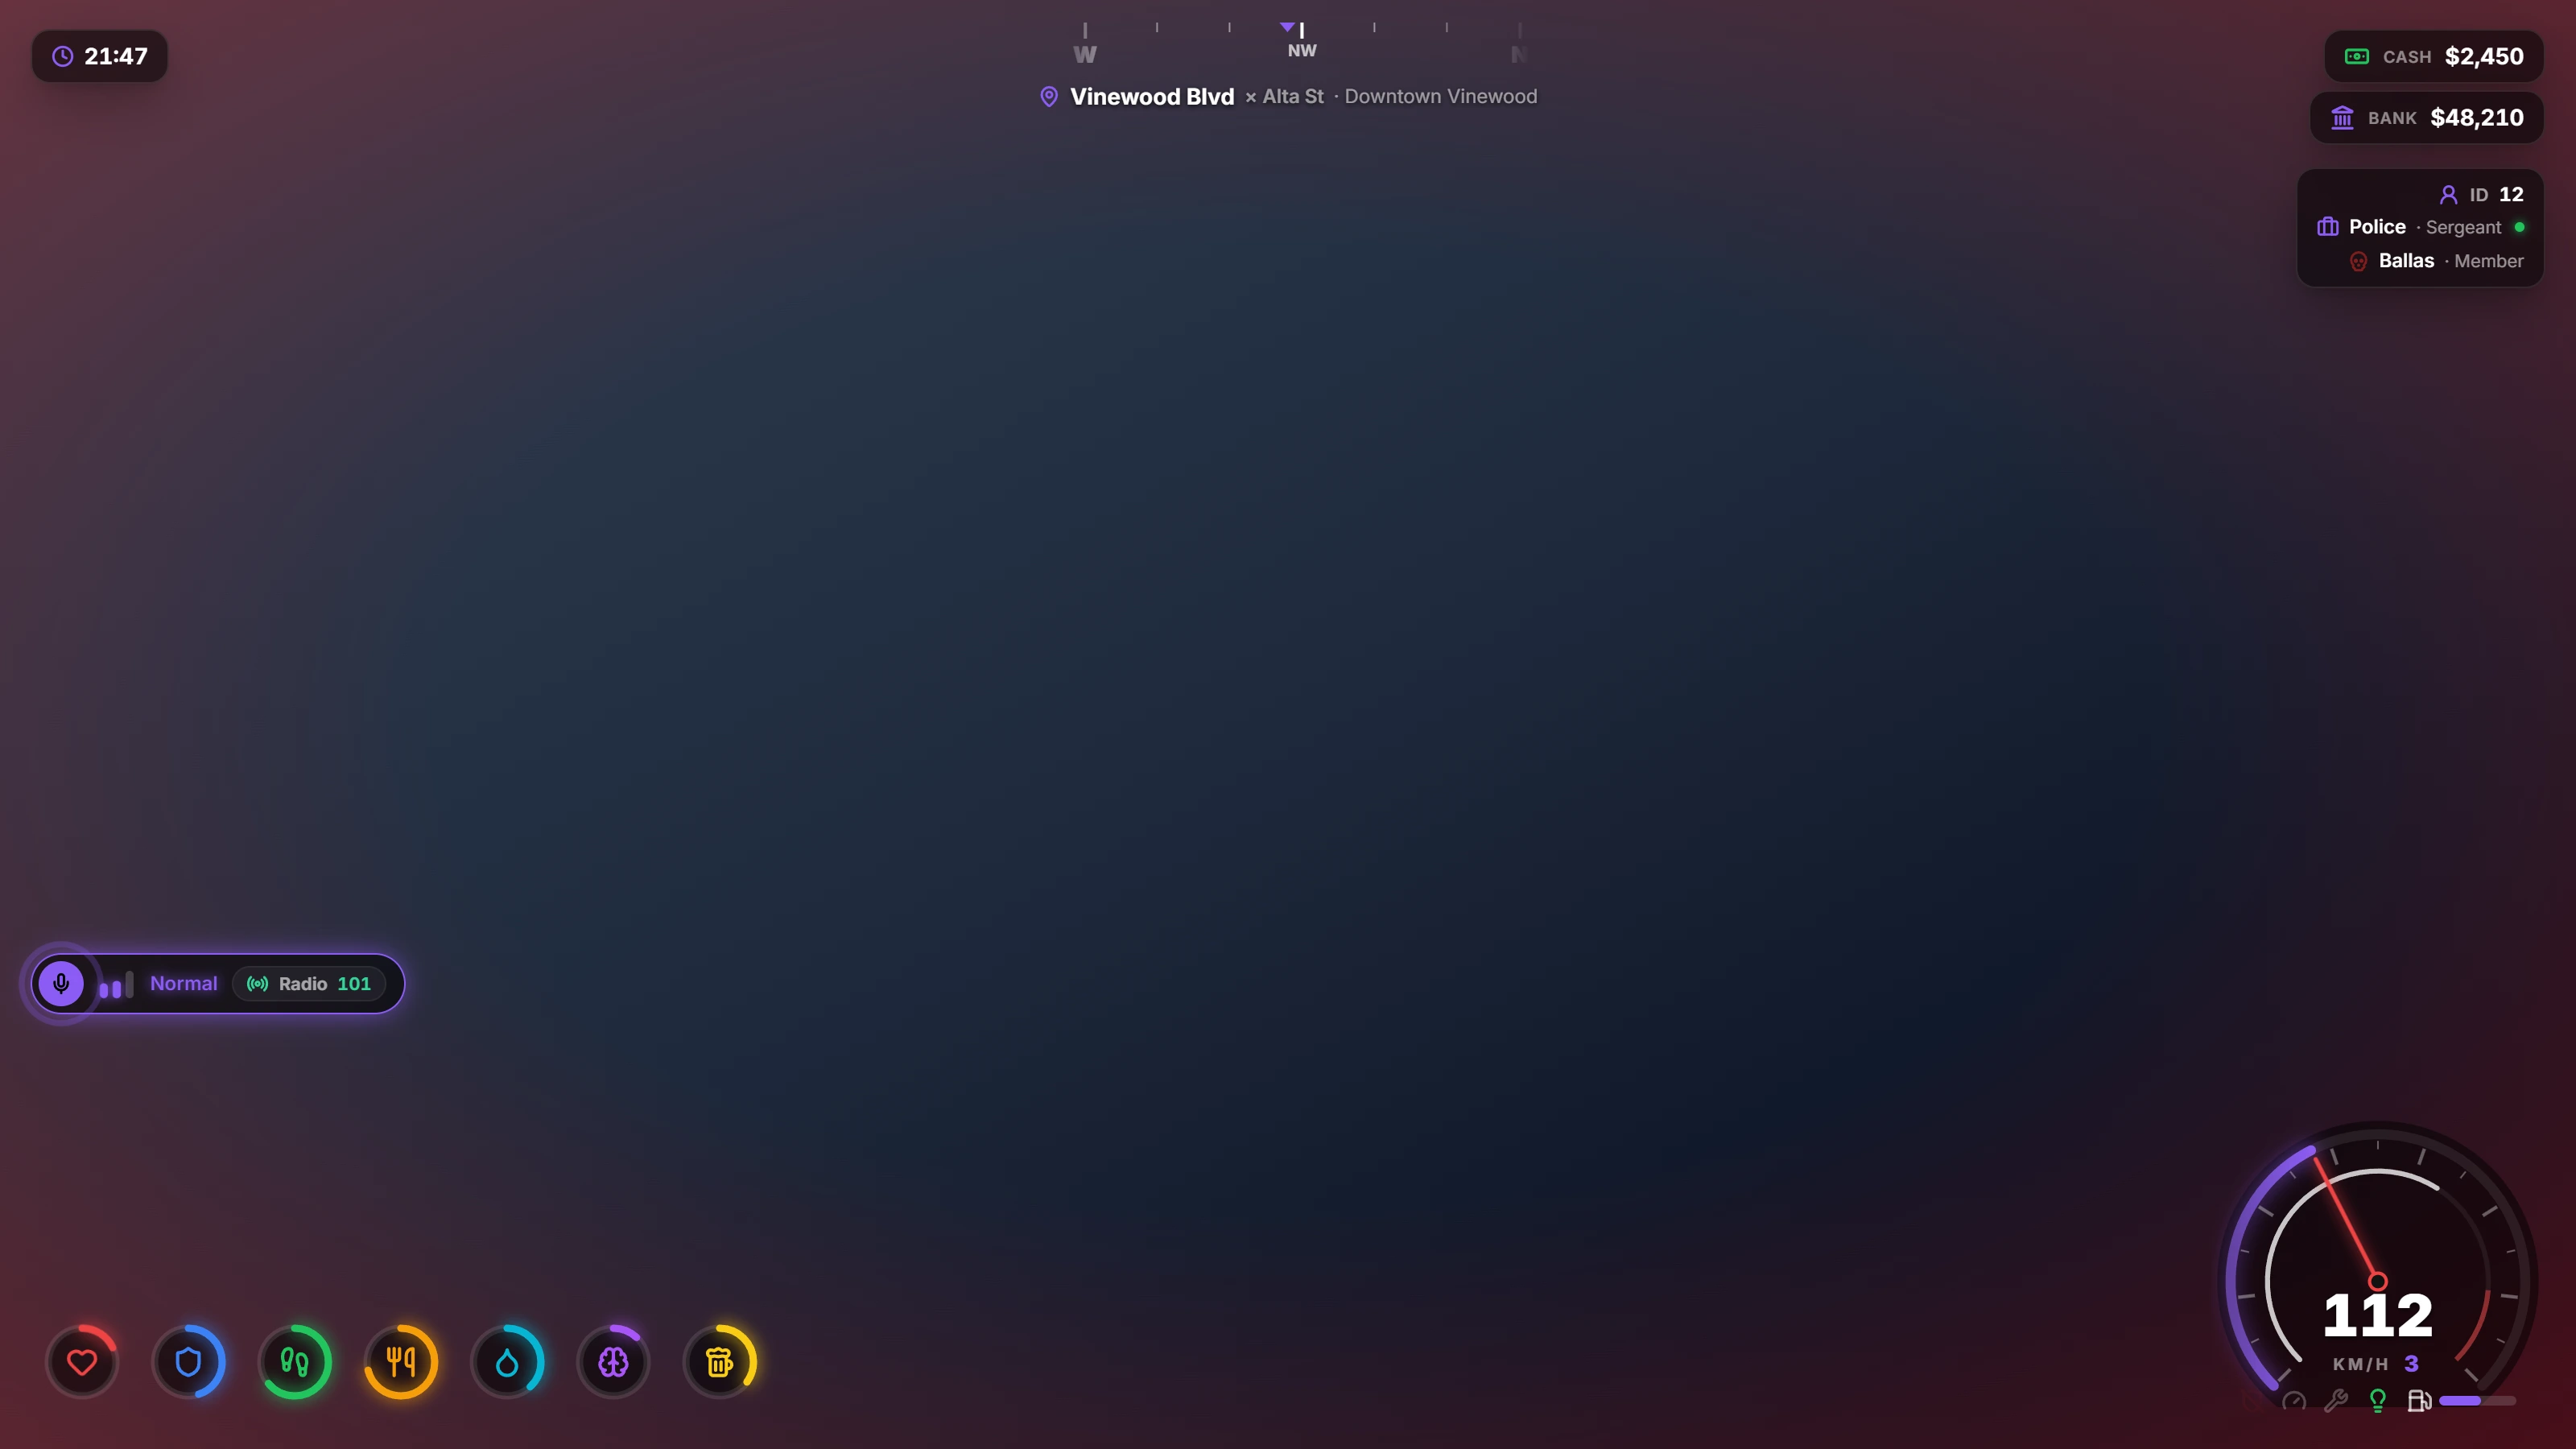 21:47
W NW N
Vinewood Blvd × Alta St · Downtown Vinewood
CASH $2,450
BANK $48,210
ID 12
Police · Sergeant
Ballas · Member
Normal Radio 101
112
KM/H 3